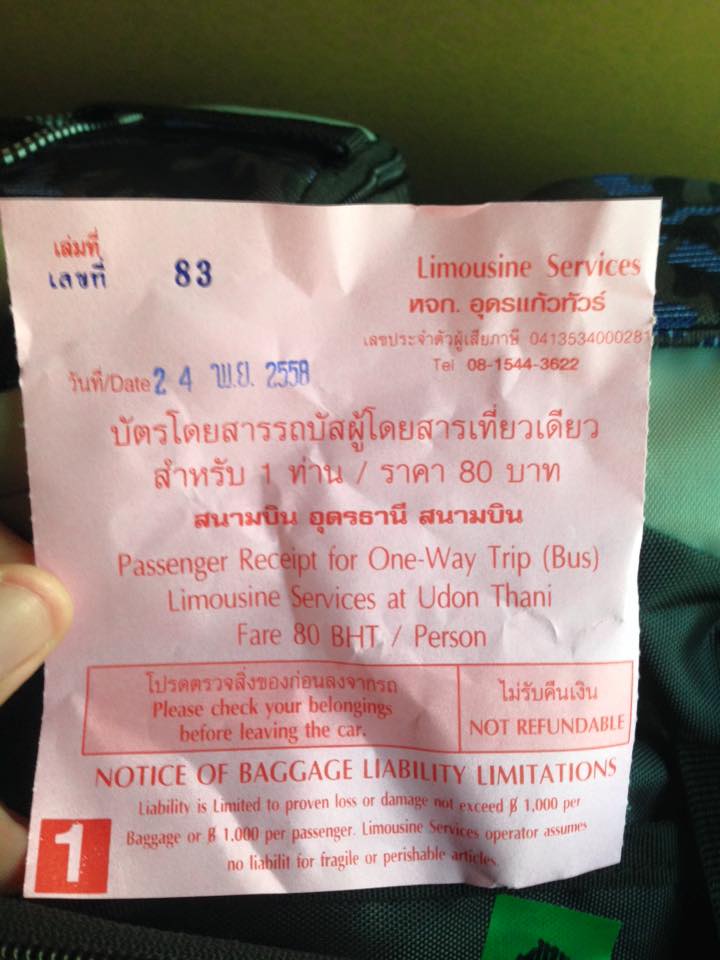 เล่มที่
เลขที่ 83
Limousine Services
หจก. อุดรแก้วทัวร์
เลขประจำตัวผู้เสียภาษี 0413534000281
Tel 08-1544-3622
วันที่/Date 24 พ.ย. 2558
บัตรโดยสารรถบัสผู้โดยสารเที่ยวเดียว
สำหรับ 1 ท่าน / ราคา 80 บาท
สนามบิน อุดรธานี สนามบิน
Passenger Receipt for One-Way Trip (Bus)
Limousine Services at Udon Thani
Fare 80 BHT / Person
โปรดตรวจสิ่งของก่อนลงจากรถ
Please check your belongings
before leaving the car.
ไม่รับคืนเงิน
NOT REFUNDABLE
NOTICE OF BAGGAGE LIABILITY LIMITATIONS
Liability is Limited to proven loss or damage not exceed ฿ 1,000 per
Baggage or ฿ 1.000 per passenger. Limousine Services operator assumes
no liabilit for fragile or perishable articles.
1